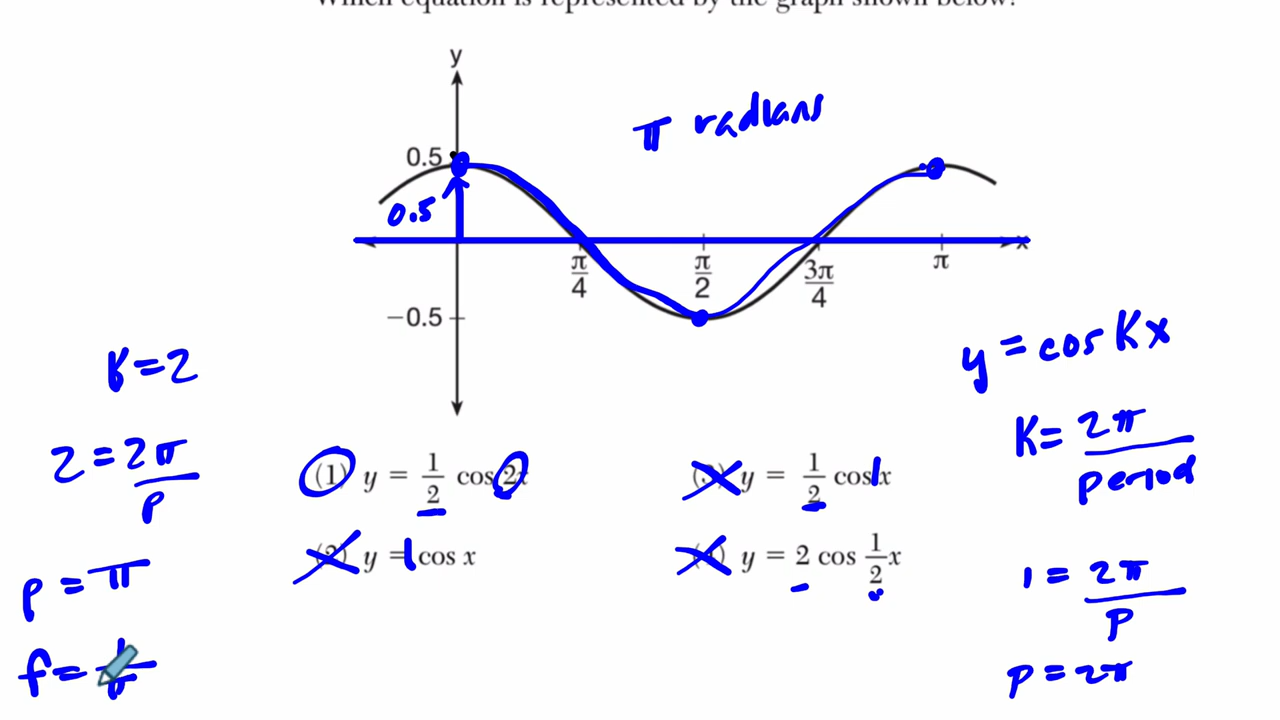 Which equation is represented by the graph shown below?
y
π radians
0.5
0.5
π/4
π/2
3π/4
π
x
−0.5
K=2
2 = 2π/P
P = π
(1) y = 1/2 cos 2x
(2) y = 1 cos x
(3) y = 1/2 cos 1x
(4) y = 2 cos 1/2 x
y = cos Kx
K = 2π/period
1 = 2π/P
P = 2π